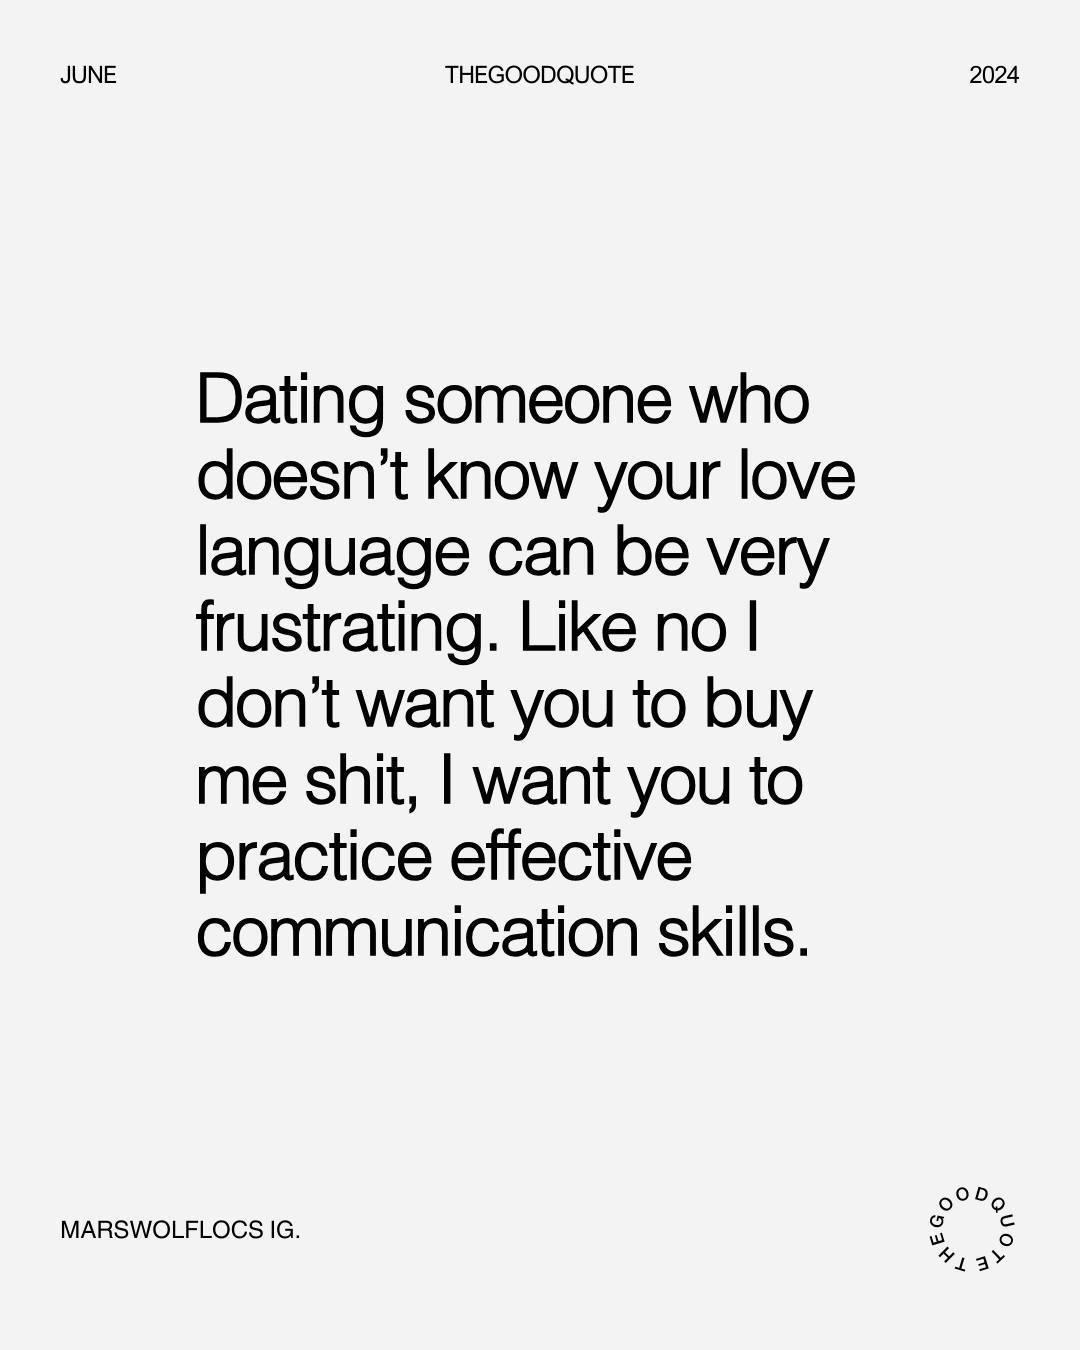 JUNE THEGOODQUOTE 2024
Dating someone who
doesn’t know your love
language can be very
frustrating. Like no I
don’t want you to buy
me shit, I want you to
practice effective
communication skills.
MARSWOLFLOCS IG.
THEGOODQUOTE